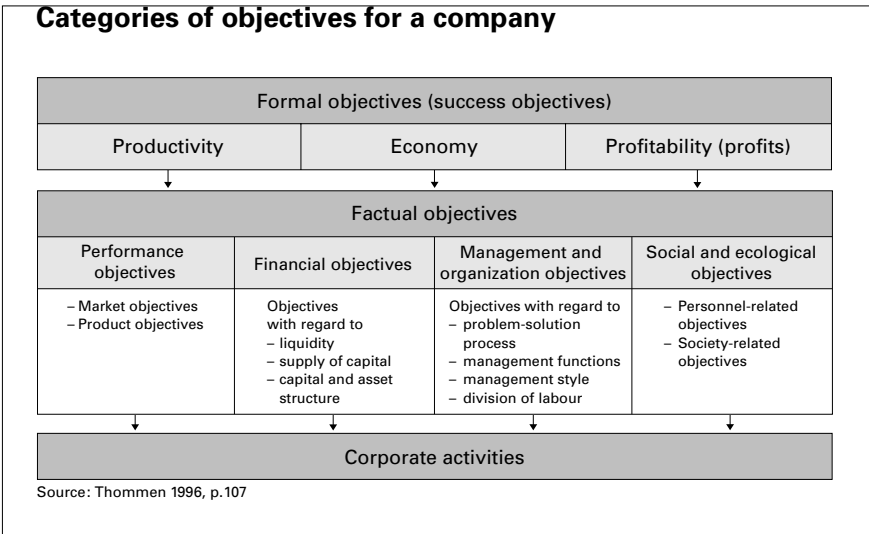 Categories of objectives for a company
Formal objectives (success objectives)
Productivity
Economy
Profitability (profits)
Factual objectives
Performance
objectives
Financial objectives
Management and
organization objectives
Social and ecological
objectives
– Market objectives
– Product objectives
Objectives
with regard to
– liquidity
– supply of capital
– capital and asset
structure
Objectives with regard to
– problem-solution
process
– management functions
– management style
– division of labour
– Personnel-related
objectives
– Society-related
objectives
Corporate activities
Source: Thommen 1996, p.107